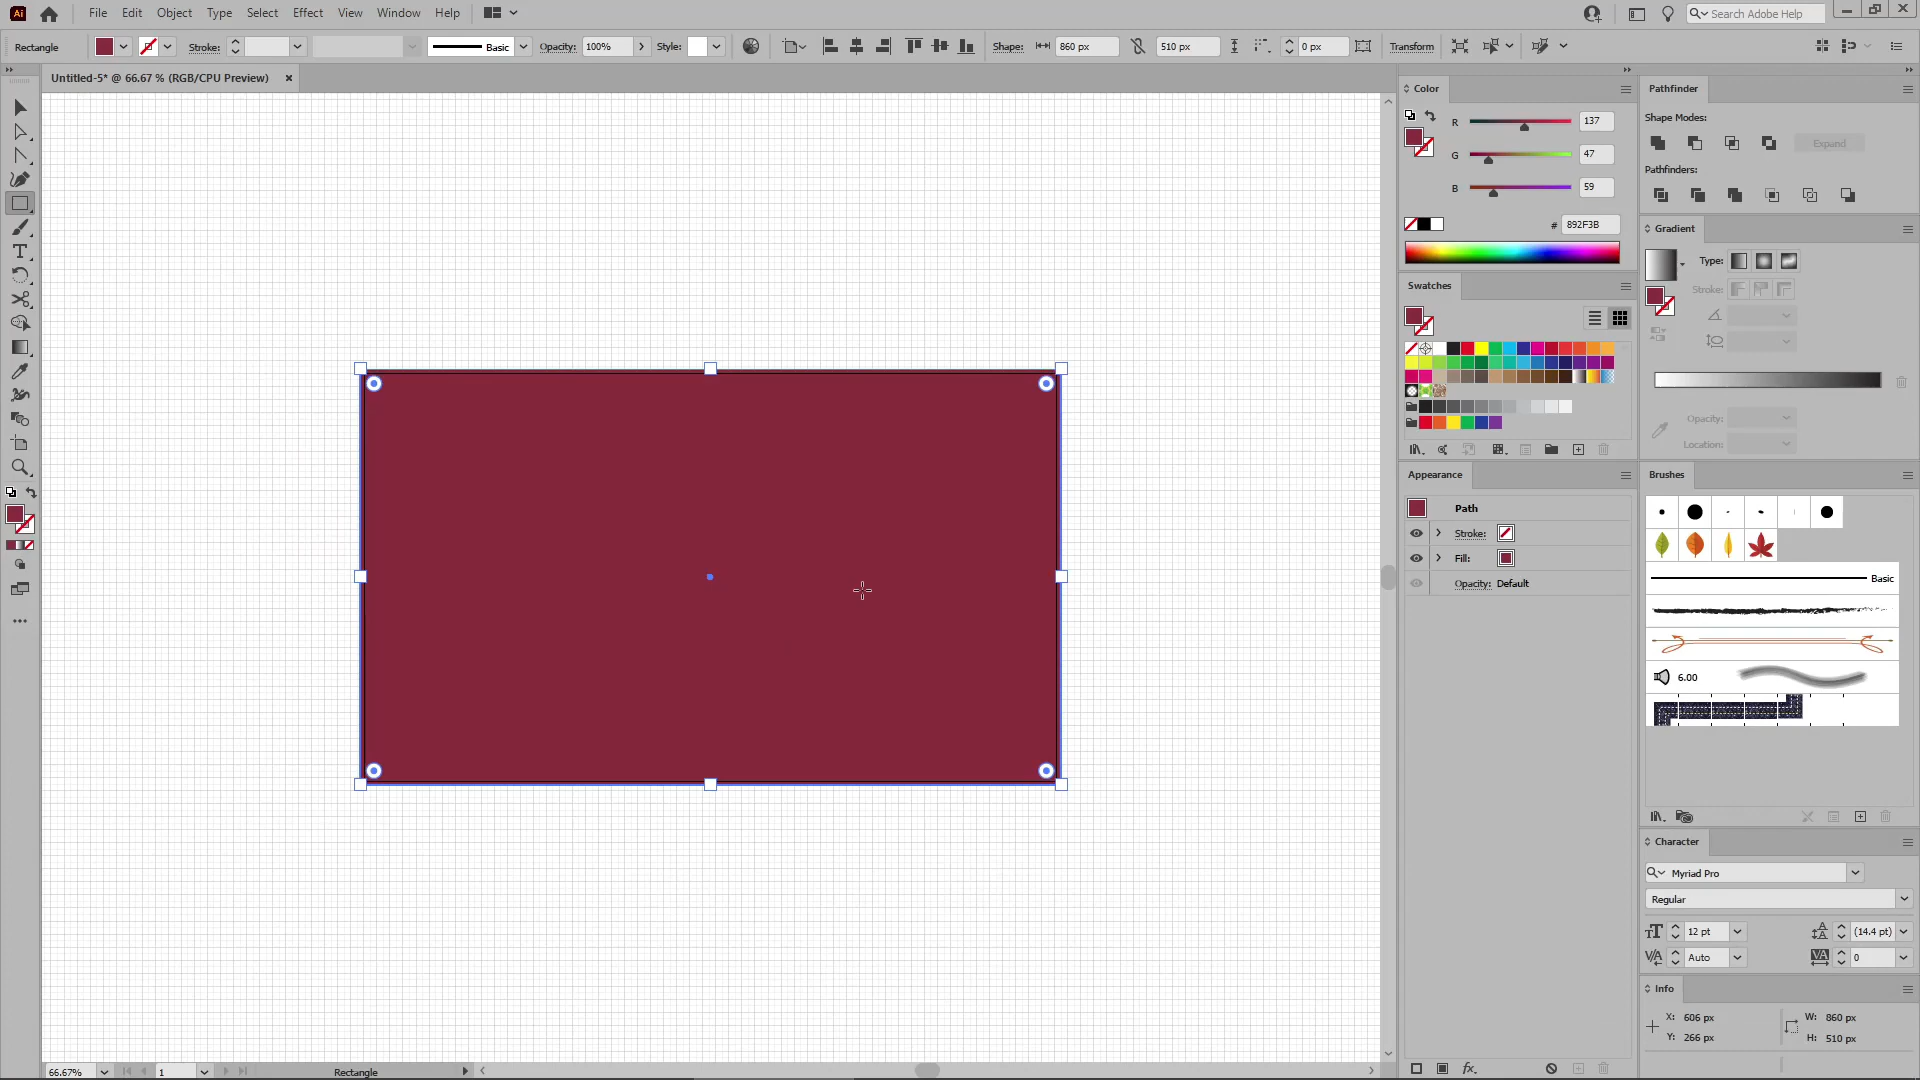 Ai File Edit Object Type Select Effect View Window Help Search Adobe Help
Rectangle Stroke: Basic Opacity: 100% Style: Shape: 860 px 510 px 0 px Transform
Untitled-5* @ 66.67 % (RGB/CPU Preview)
Color
R 137
G 47
B 59
# 892F3B
Swatches
Appearance
Path
Stroke:
Fill:
Opacity: Default
fx
Pathfinder
Shape Modes:
Expand
Pathfinders:
Gradient
Type:
Stroke:
Opacity:
Location:
Brushes
Basic
6.00
Character
Myriad Pro
Regular
12 pt (14.4 pt)
Auto 0
Info
X: 606 px W: 860 px
Y: 266 px H: 510 px
66.67% 1 Rectangle